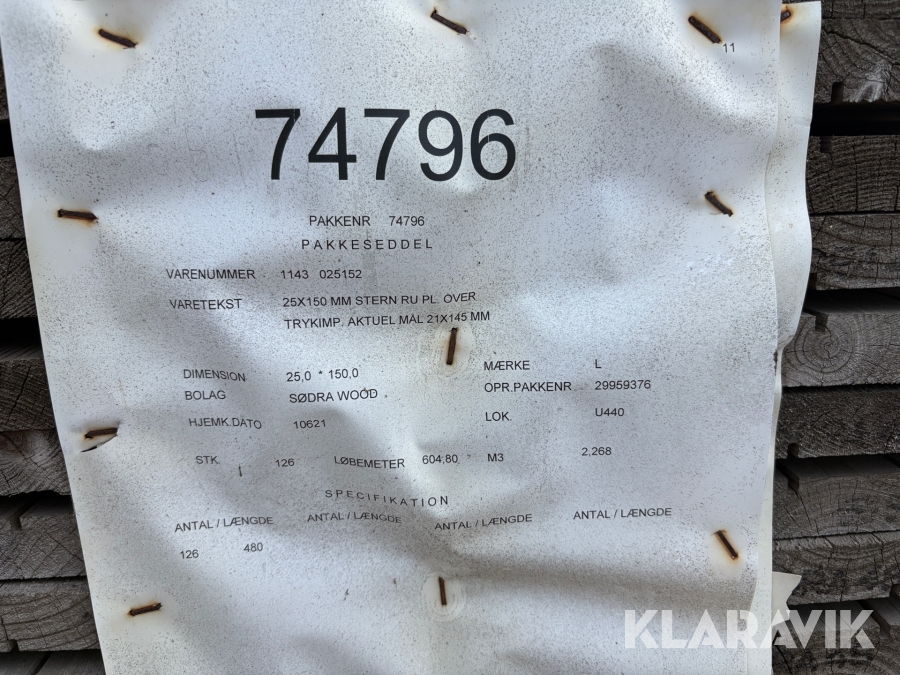 11
74796
PAKKENR 74796
PAKKESEDDEL
VARENUMMER 1143 025152
VARETEKST 25X150 MM STERN RU PL. OVER
TRYKIMP. AKTUEL MÅL 21X145 MM
DIMENSION 25,0 * 150,0 MÆRKE L
BOLAG SØDRA WOOD OPR.PAKKENR 29959376
HJEMK.DATO 10621 LOK. U440
STK. 126 LØBEMETER 604,80 M3 2,268
SPECIFIKATION
ANTAL / LÆNGDE ANTAL / LÆNGDE ANTAL / LÆNGDE ANTAL / LÆNGDE
126 480
KLARAVIK